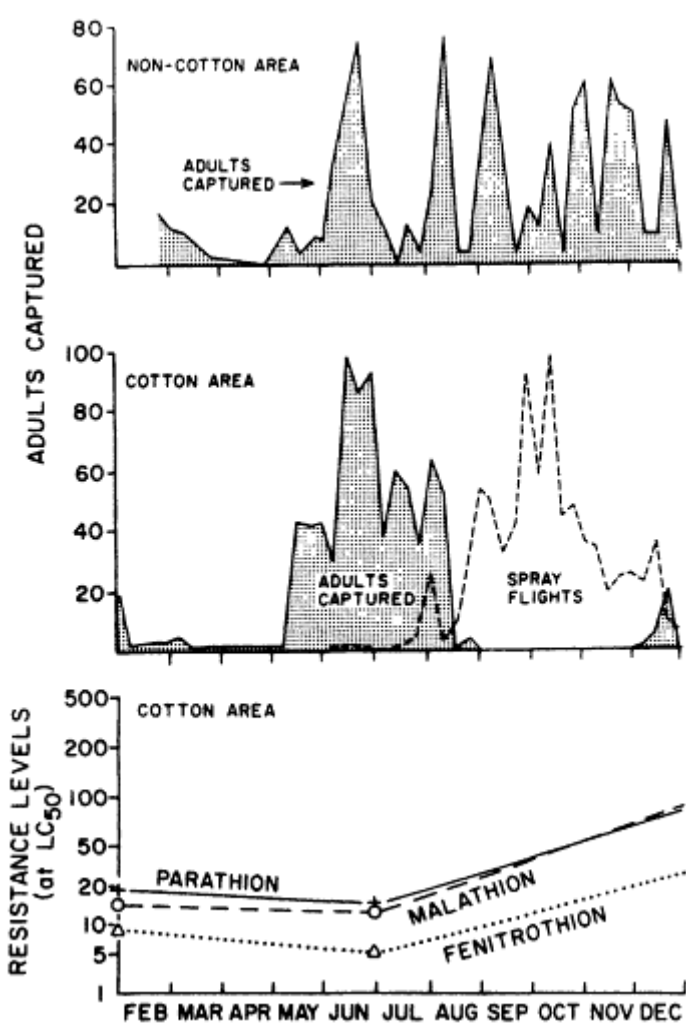 80
NON-COTTON AREA
60
40
ADULTS
CAPTURED
20
ADULTS CAPTURED
100
COTTON AREA
80
60
40
20
ADULTS
CAPTURED
SPRAY
FLIGHTS
500
COTTON AREA
200
100
50
20
10
5
1
RESISTANCE LEVELS
(at LC50)
PARATHION
MALATHION
FENITROTHION
FEB MAR APR MAY JUN JUL AUG SEP OCT NOV DEC